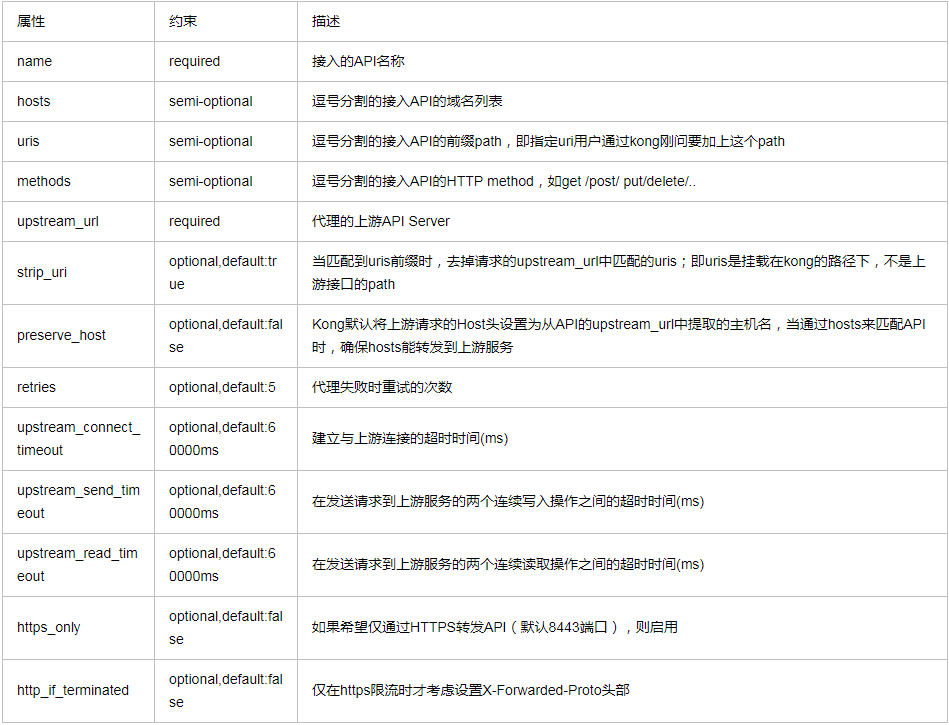 属性 约束 描述
name required 接入的API名称
hosts semi-optional 逗号分割的接入API的域名列表
uris semi-optional 逗号分割的接入API的前缀path，即指定uri用户通过kong刚问要加上这个path
methods semi-optional 逗号分割的接入API的HTTP method，如get /post/ put/delete/..
upstream_url required 代理的上游API Server
strip_uri
optional,default:tr
ue
当匹配到uris前缀时，去掉请求的upstream_url中匹配的uris；即uris是挂载在kong的路径下，不是上
游接口的path
preserve_host
optional,default:fal
se
Kong默认将上游请求的Host头设置为从API的upstream_url中提取的主机名，当通过hosts来匹配API
时，确保hosts能转发到上游服务
retries optional,default:5 代理失败时重试的次数
upstream_connect_
timeout
optional,default:6
0000ms
建立与上游连接的超时时间(ms)
upstream_send_tim
eout
optional,default:6
0000ms
在发送请求到上游服务的两个连续写入操作之间的超时时间(ms)
upstream_read_tim
eout
optional,default:6
0000ms
在发送请求到上游服务的两个连续读取操作之间的超时时间(ms)
https_only
optional,default:fal
se
如果希望仅通过HTTPS转发API（默认8443端口），则启用
http_if_terminated
optional,default:fal
se
仅在https限流时才考虑设置X-Forwarded-Proto头部